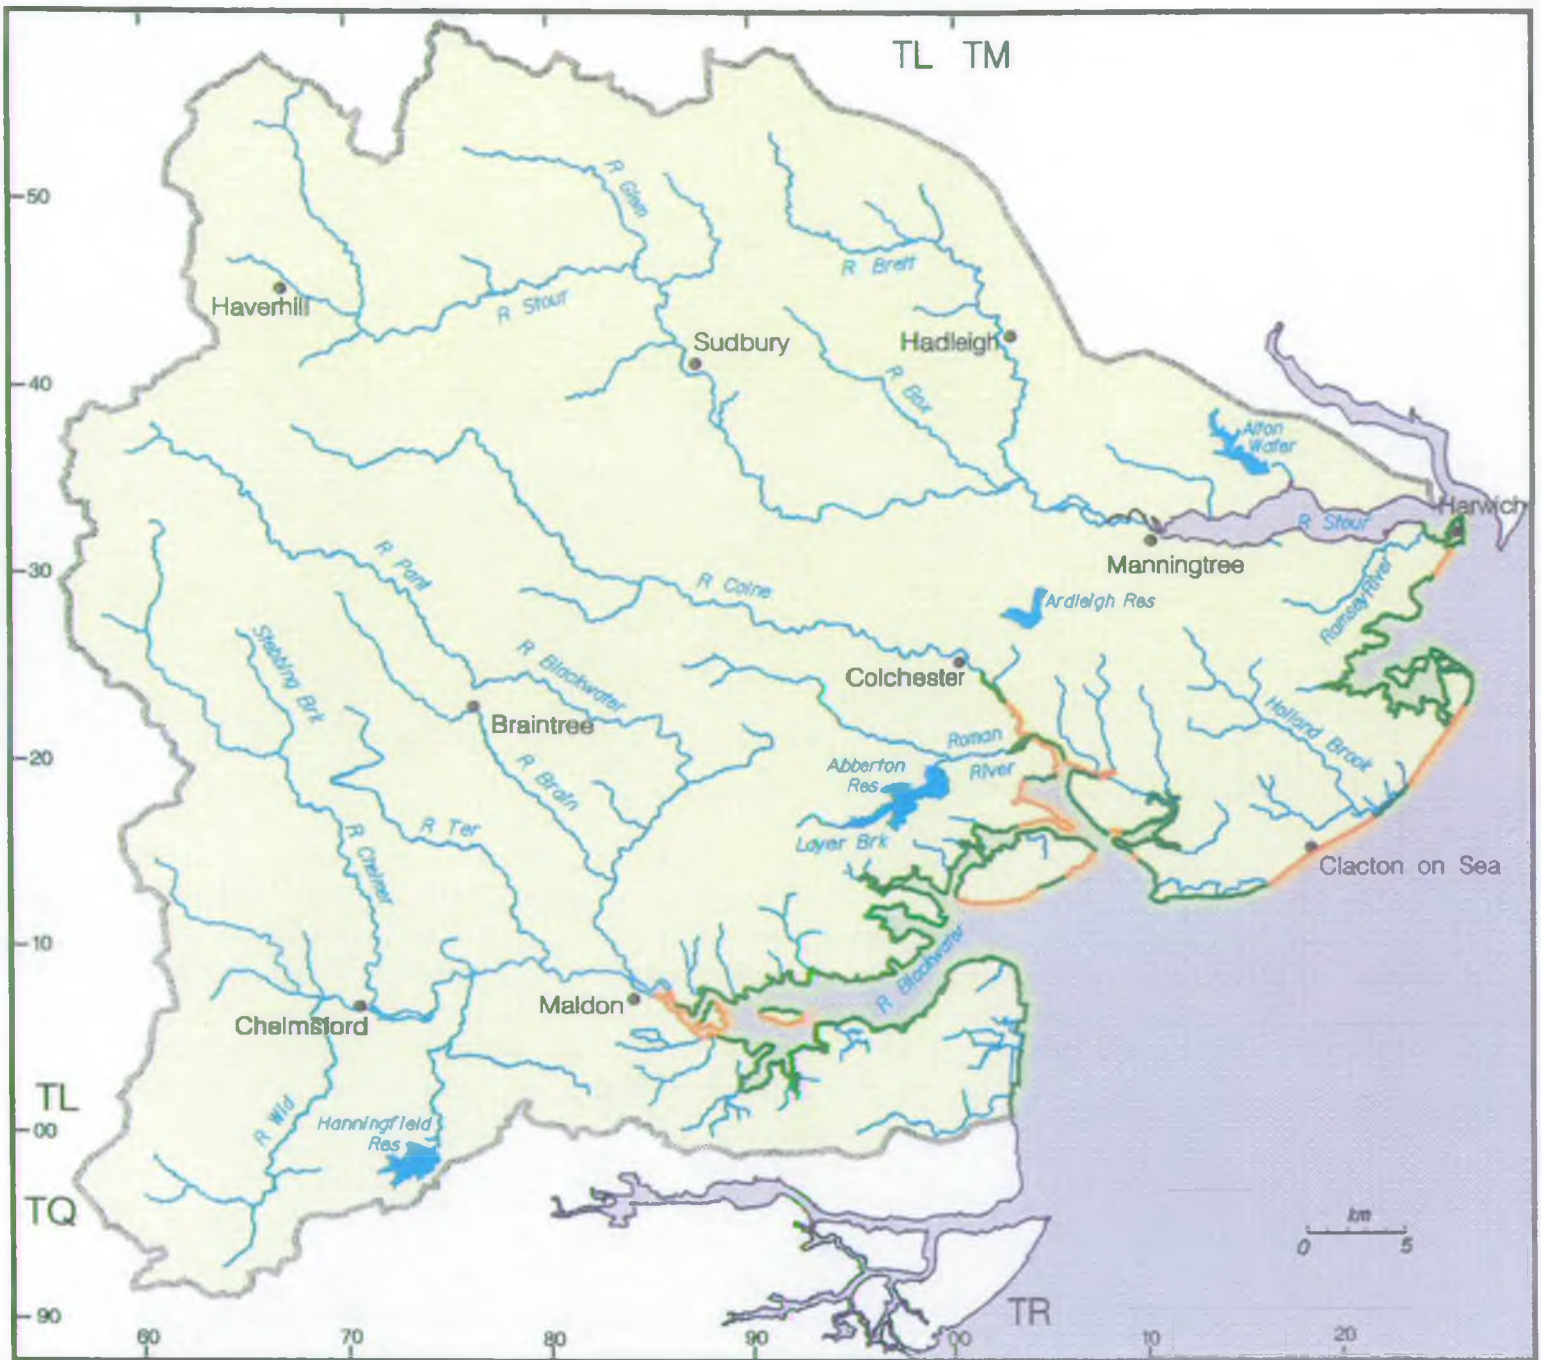 TL TM
50
R Glem
R Brett
Haverhill
R Stour
Sudbury
Hadleigh
40
R Box
Alton
Water
Harwich
R Stour
Manningtree
30
R Pant
R Colne
Ardleigh Res
Ramsey River
Stebbing Brk
R Blackwater
Colchester
Holland Brook
Braintree
Roman
River
20
R Brain
Abberton
Res
R Ter
Layer Brk
R Chelmer
Clacton on Sea
10
R Blackwater
Maldon
Chelmsford
TL
R Wid
Hanningfield
Res
00
TQ
km
0 5
TR
90
60 70 80 90 00 10 20